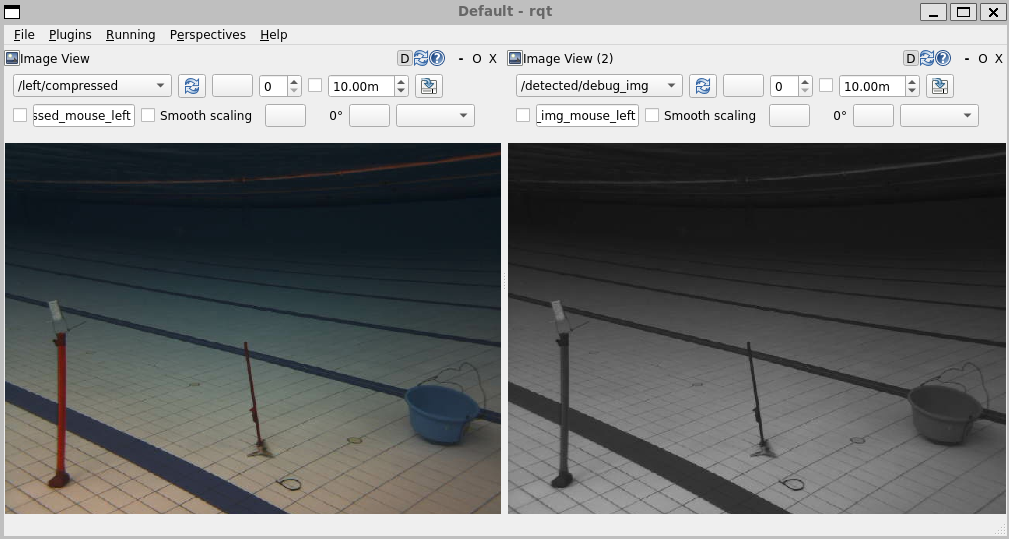 Default - rqt
File Plugins Running Perspectives Help
Image View D - O X
/left/compressed 0 10.00m
ssed_mouse_left Smooth scaling 0°
Image View (2) D - O X
/detected/debug_img 0 10.00m
_img_mouse_left Smooth scaling 0°